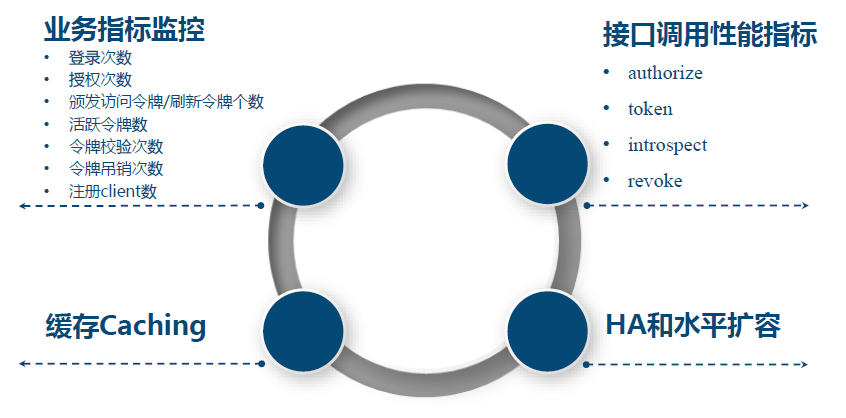 业务指标监控
• 登录次数
• 授权次数
• 颁发访问令牌/刷新令牌个数
• 活跃令牌数
• 令牌校验次数
• 令牌吊销次数
• 注册client数
接口调用性能指标
• authorize
• token
• introspect
• revoke
缓存Caching
HA和水平扩容